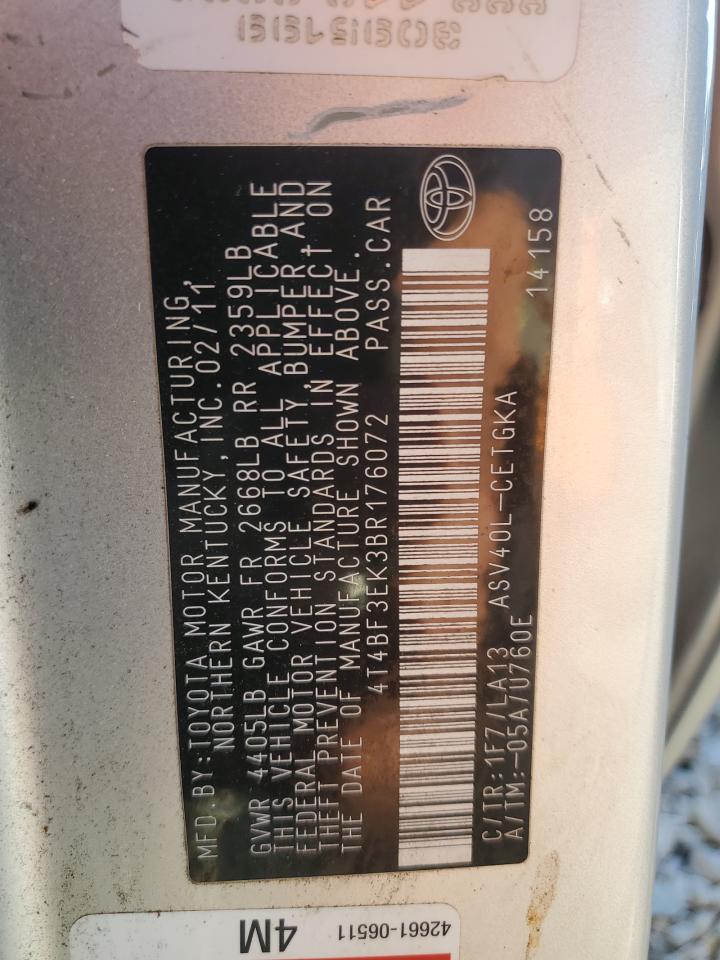 MFD.BY:TOYOTA MOTOR MANUFACTURING,
NORTHERN KENTUCKY,INC.02/11
GVWR 4405LB GAWR FR 2668LB RR 2359LB
THIS VEHICLE CONFORMS TO ALL APPLICABLE
FEDERAL MOTOR VEHICLE SAFETY,BUMPER,AND
THEFT PREVENTION STANDARDS IN EFFECT ON
THE DATE OF MANUFACTURE SHOWN ABOVE.
4T4BF3EK3BR176072 PASS.CAR
C/TR:1F7/LA13 ASV40L-CETGKA
A/TM:-05A/U760E 14158
42661-06511
4M
306I5166I